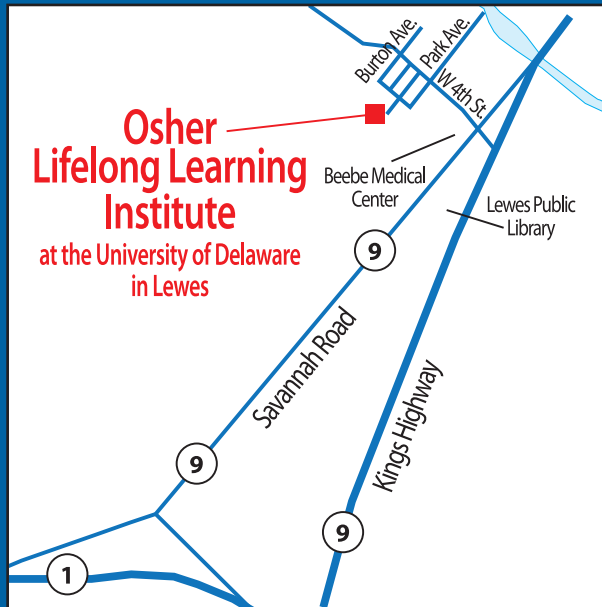 Burton Ave.
Park Ave.
W 4th St.
Osher
Lifelong Learning
Institute
at the University of Delaware
in Lewes
Beebe Medical
Center
Lewes Public
Library
9
Savannah Road
Kings Highway
9
9
1